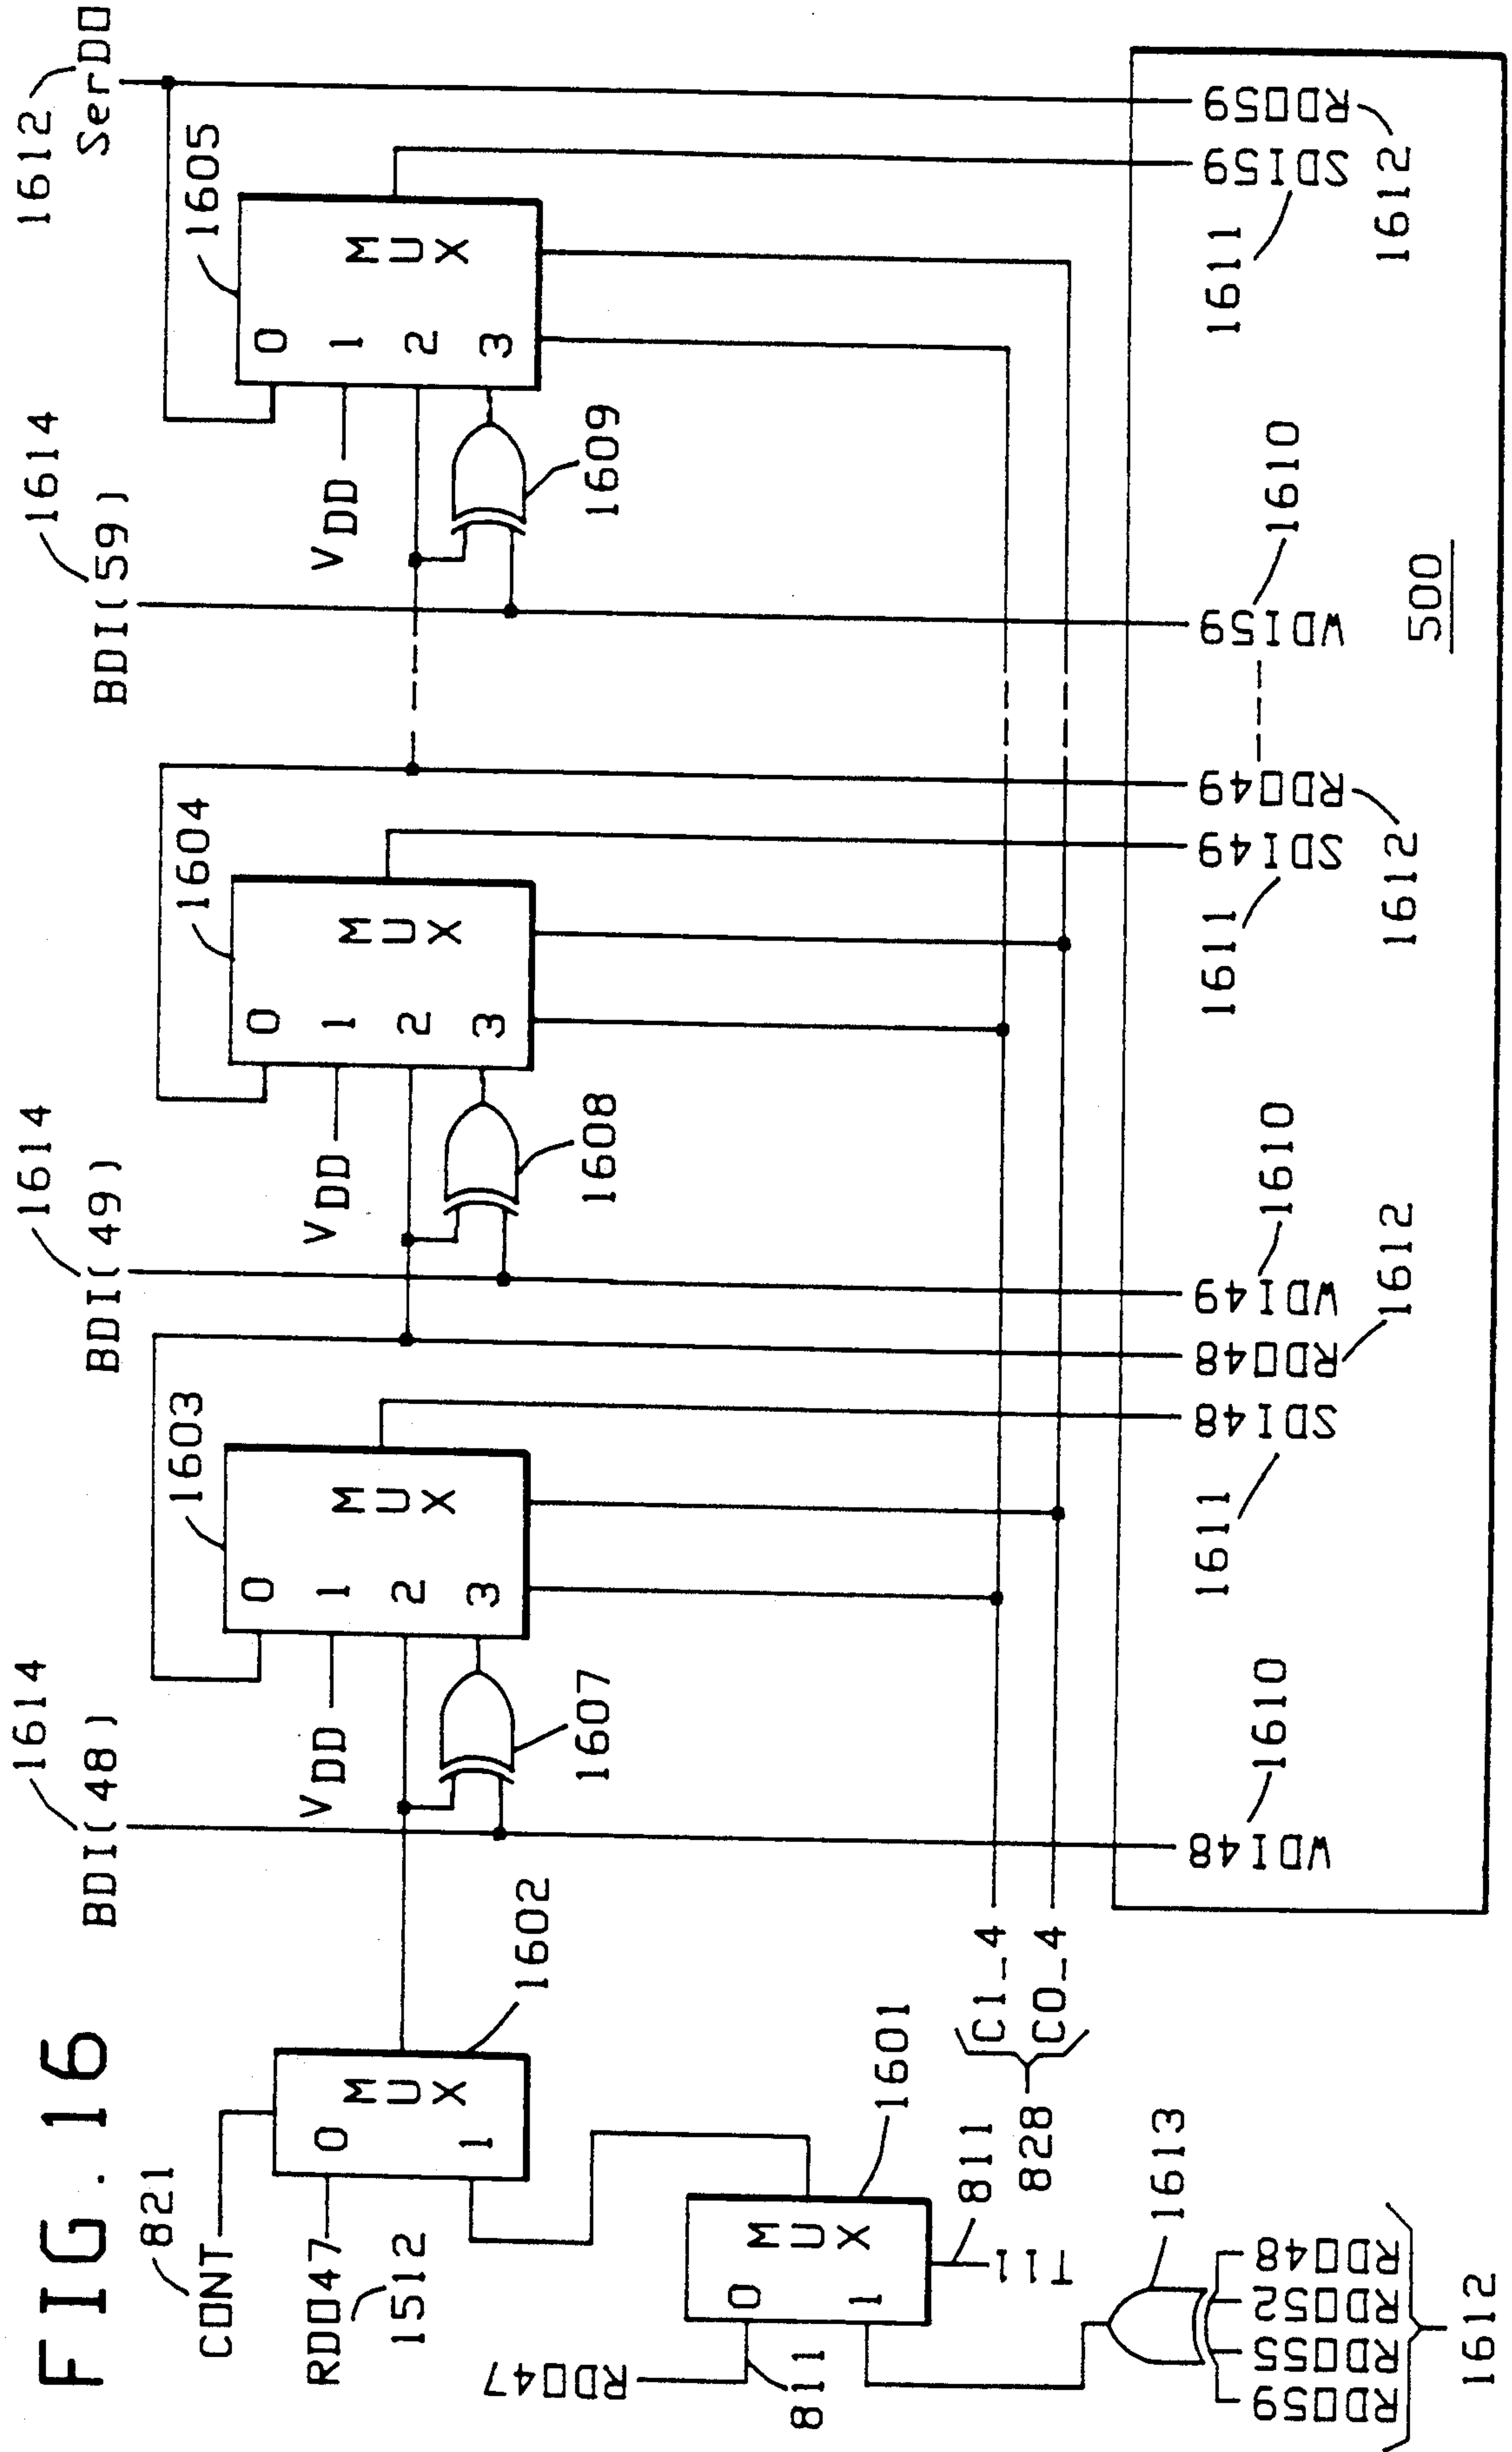 FIG. 16
1614
BDI(48)
1614
BDI(49)
1614
BDI(59)
1612
SerDO
821
CONT
RDO47
1512
0
1
MUX
1602
VDD
0
1
2
3
MUX
1603
1607
VDD
0
1
2
3
MUX
1604
1608
VDD
0
1
2
3
MUX
1605
1609
RDO47
811
0
1
MUX
1601
T11
811
828
C1_4
C0_4
1613
RDO59
RDO55
RDO52
RDO48
1612
WDI48
1610
SDI48
1611
RDO48
1612
WDI49
1610
SDI49
1611
RDO49
1612
WDI59
1610
SDI59
1611
RDO59
1612
500